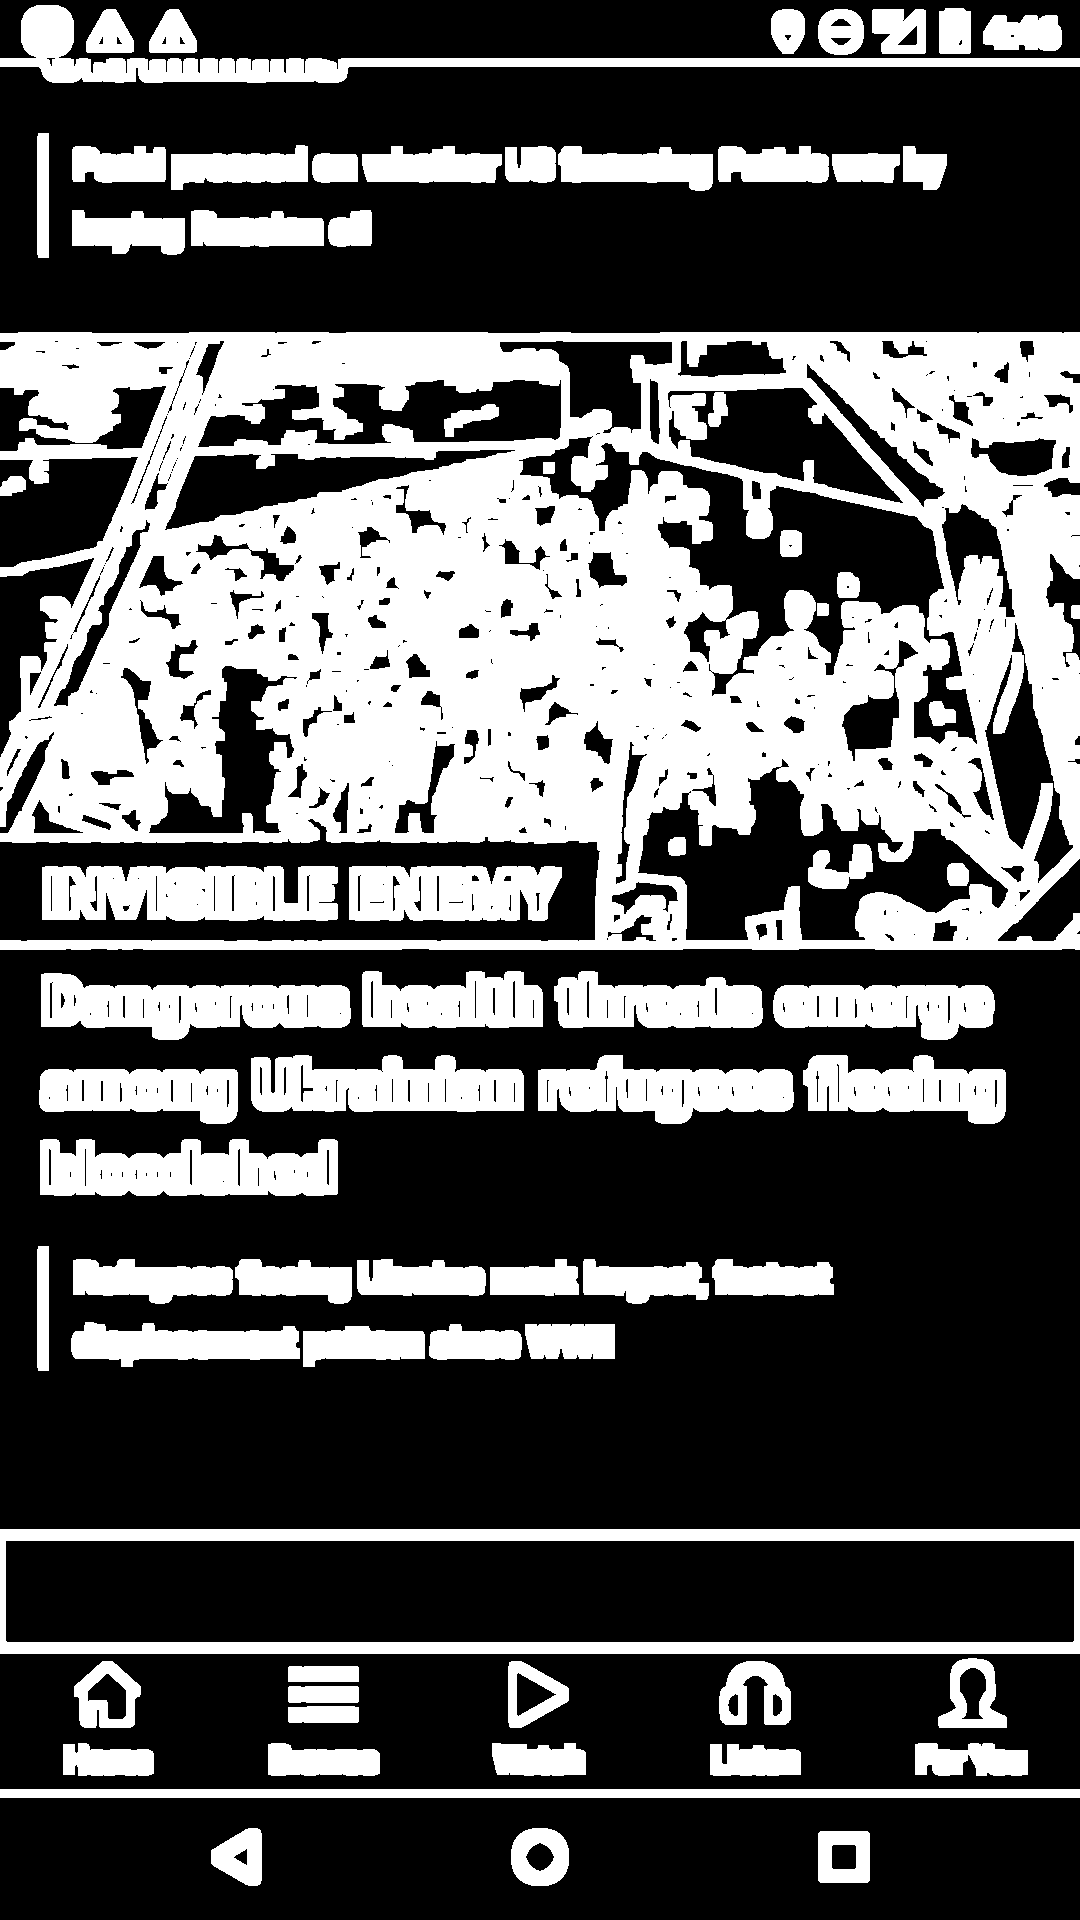 4:46
pressed on whether US financing Putin's war by
buying Russian oil
INVISIBLE ENEMY
Dangerous health threats emerge
among Ukrainian refugees fleeing
bloodshed
Refugees fleeing Ukraine mark largest, fastest
displacement pattern since WWII
Home
Browse
Watch
Listen
For You